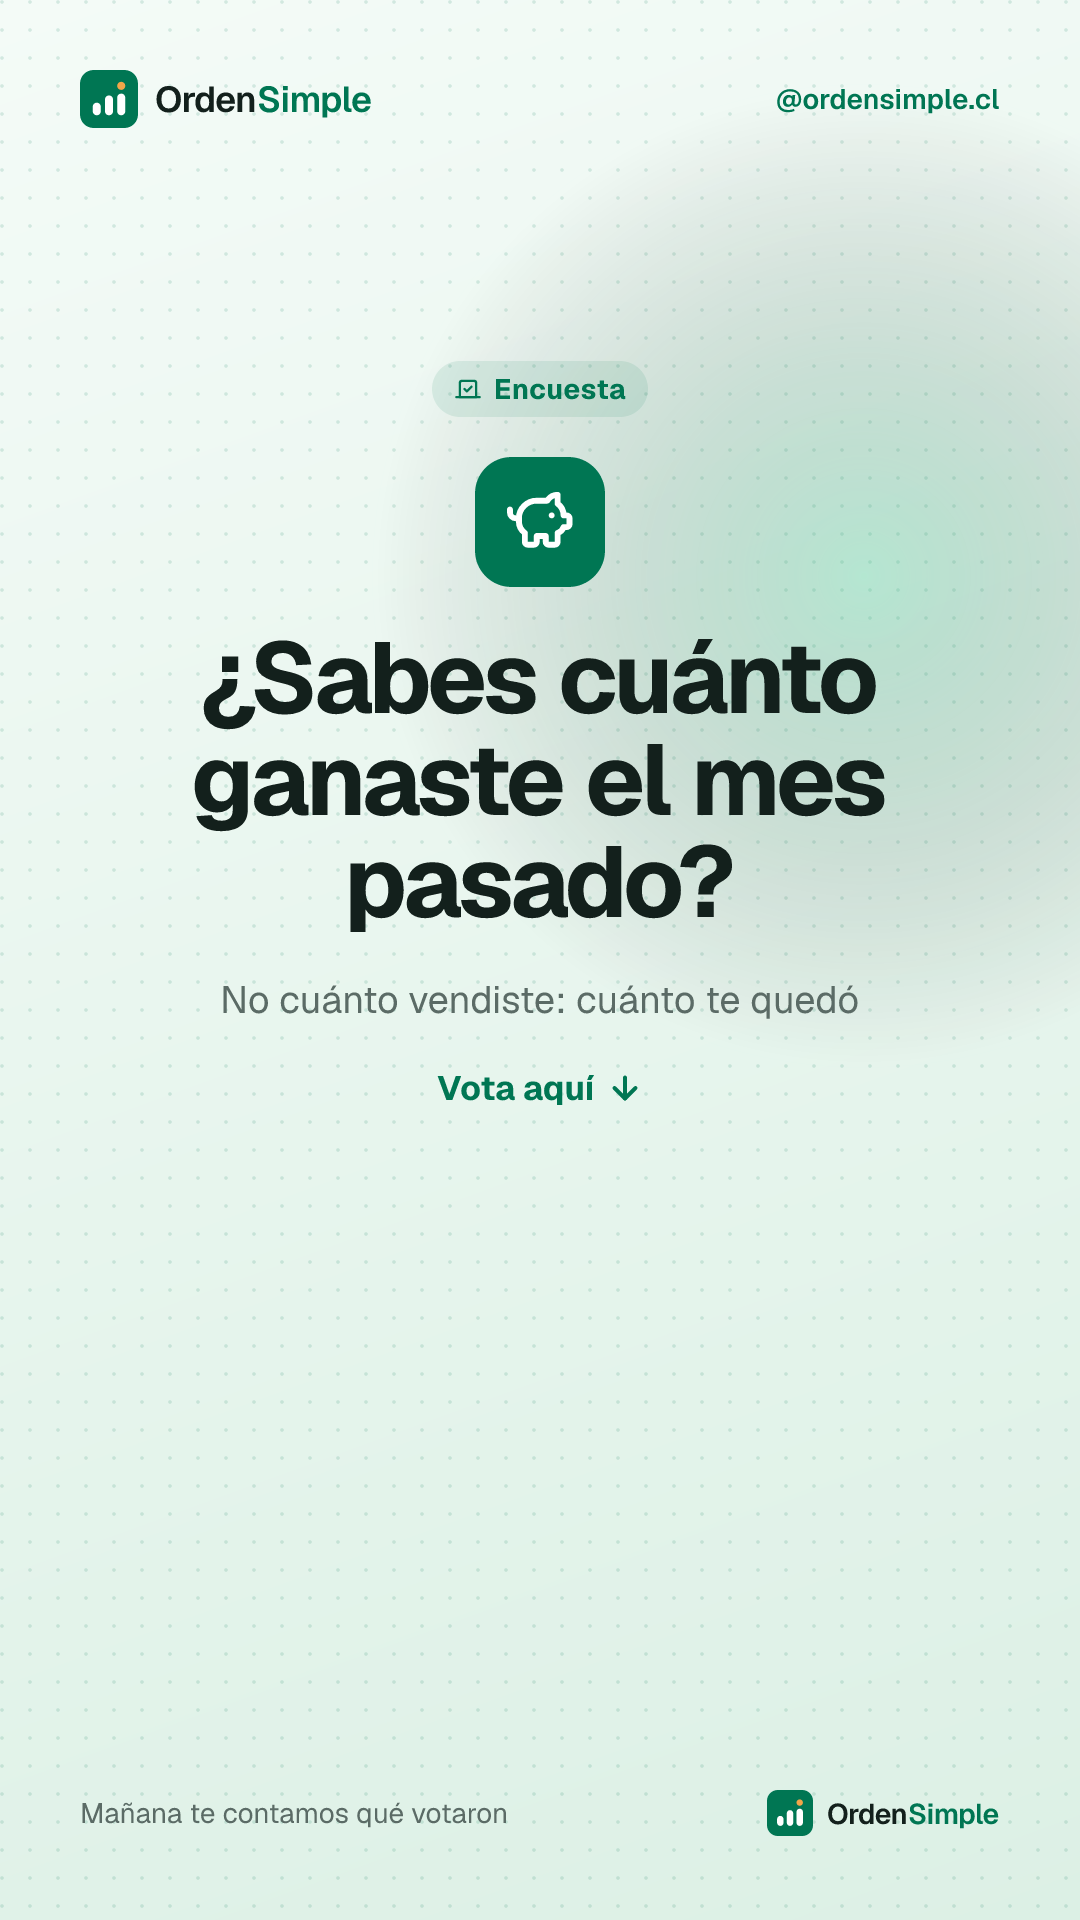 OrdenSimple
@ordensimple.cl
Encuesta
¿Sabes cuánto
ganaste el mes
pasado?
No cuánto vendiste: cuánto te quedó
Vota aquí ↓
Mañana te contamos qué votaron
OrdenSimple